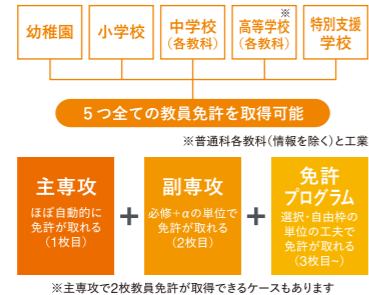 幼稚園
小学校
中学校
(各教科)
※
高等学校
(各教科)
特別支援
学校
5つ全ての教員免許を取得可能
※普通科各教科(情報を除く)と工業
主専攻
ほぼ自動的に
免許が取れる
(1枚目)
+
副専攻
必修+αの単位で
免許が取れる
(2枚目)
+
免許
プログラム
選択・自由枠の
単位の工夫で
免許が取れる
(3枚目~)
※主専攻で2枚教員免許が取得できるケースもあります